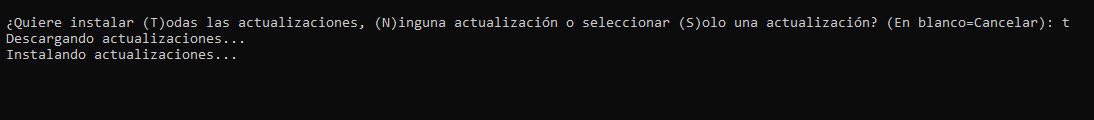 ¿Quiere instalar (T)odas las actualizaciones, (N)inguna actualización o seleccionar (S)olo una actualización? (En blanco=Cancelar): t
Descargando actualizaciones...
Instalando actualizaciones...